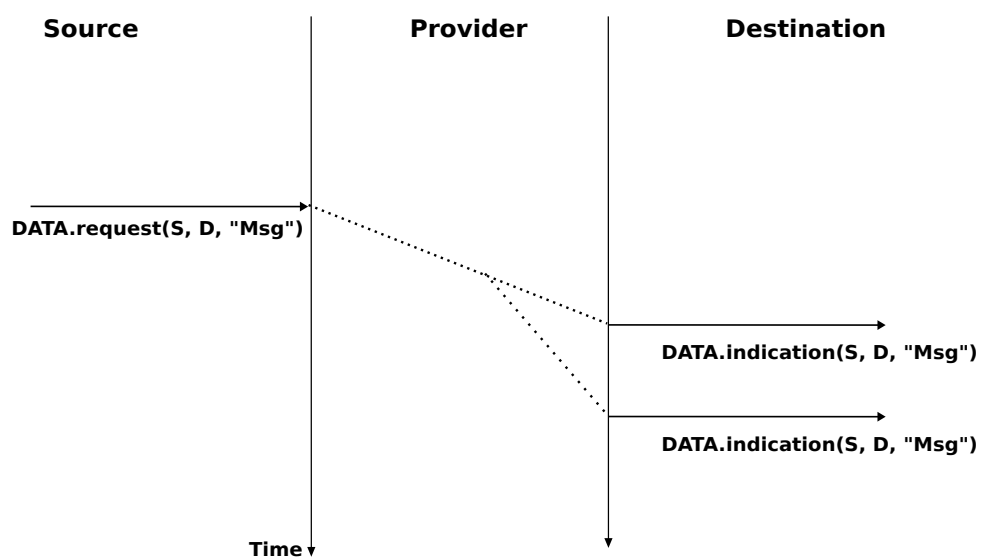 Source
Provider
Destination
DATA.request(S, D, "Msg")
DATA.indication(S, D, "Msg")
DATA.indication(S, D, "Msg")
Time